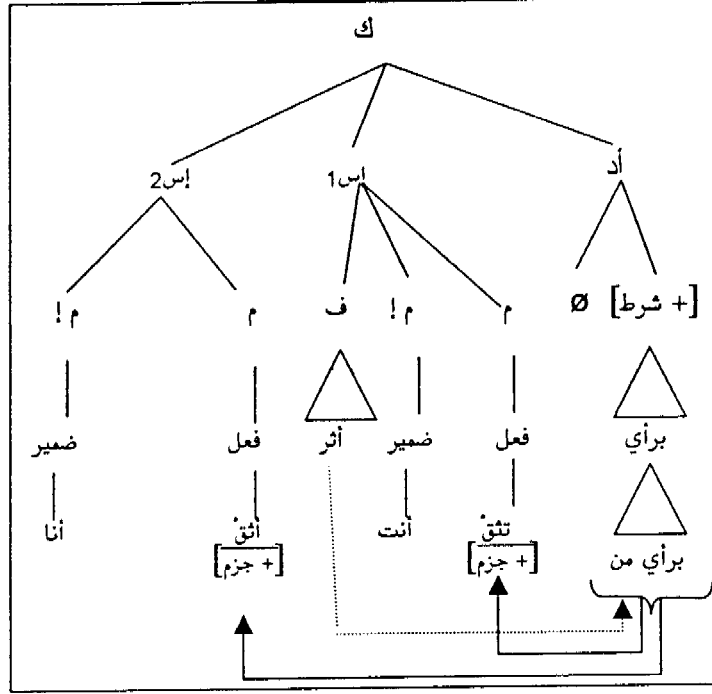 ك
أد إس1 إس2
[+ شرط] Ø م م ! ف م م !
برأي فعل ضمير أثر فعل ضمير
برأي من تثقْ أنت أثقْ أنا
[+ جزم] [+ جزم]